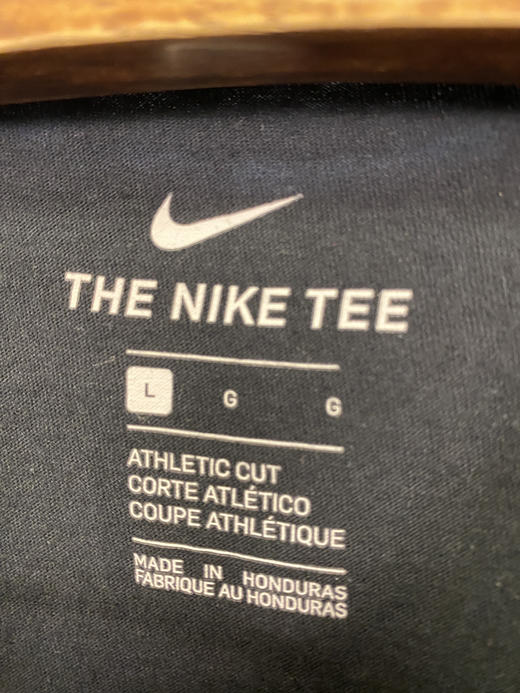 THE NIKE TEE
L G G
ATHLETIC CUT
CORTE ATLÉTICO
COUPE ATHLÉTIQUE
MADE IN HONDURAS
FABRIQUE AU HONDURAS